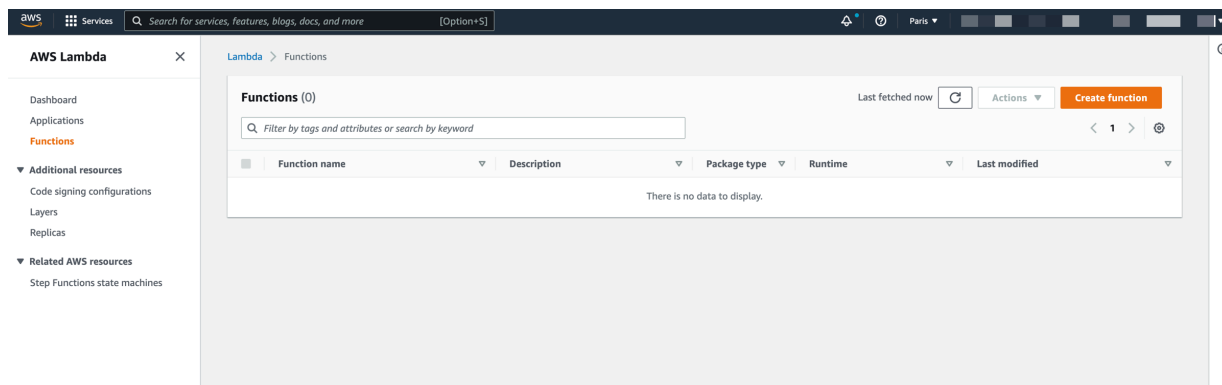 aws Services Search for services, features, blogs, docs, and more [Option+S] Paris
AWS Lambda
Dashboard
Applications
Functions
Additional resources
Code signing configurations
Layers
Replicas
Related AWS resources
Step Functions state machines
Lambda > Functions
Functions (0) Last fetched now Actions Create function
Filter by tags and attributes or search by keyword < 1 >
Function name Description Package type Runtime Last modified
There is no data to display.